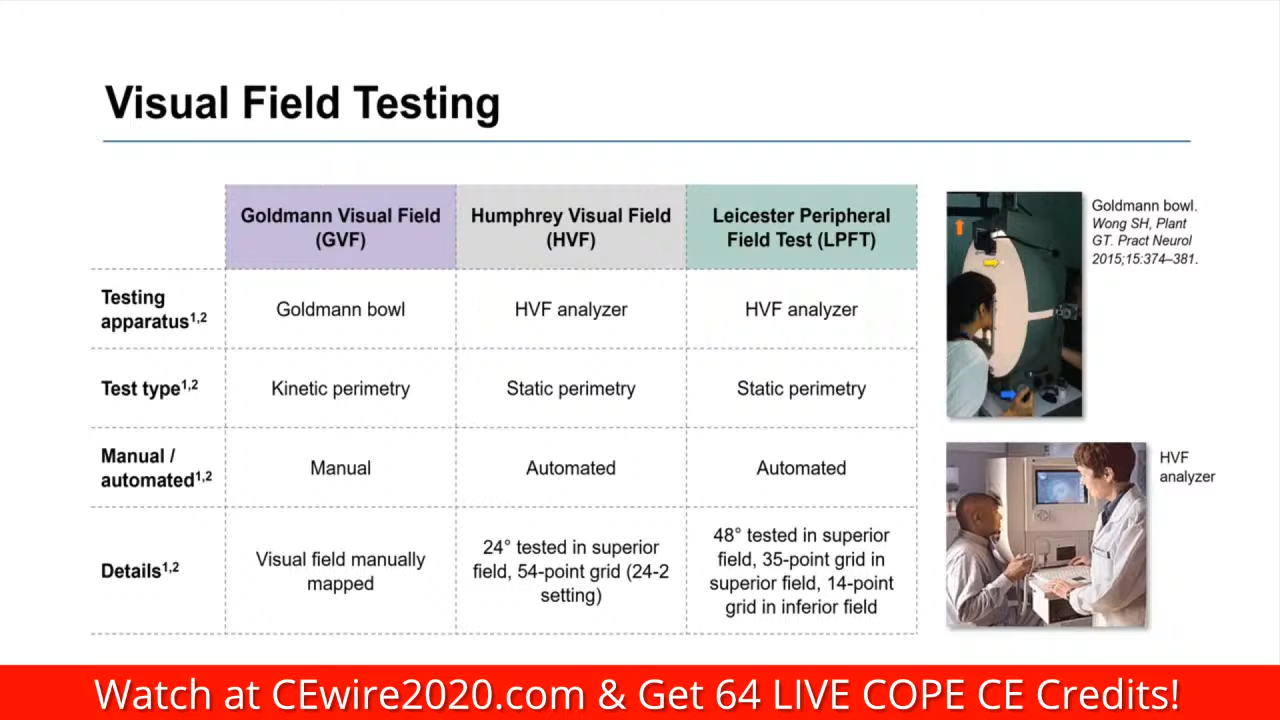 Visual Field Testing
Goldmann Visual Field
(GVF)
Humphrey Visual Field
(HVF)
Leicester Peripheral
Field Test (LPFT)
Testing
apparatus1,2
Goldmann bowl
HVF analyzer
HVF analyzer
Test type1,2
Kinetic perimetry
Static perimetry
Static perimetry
Manual /
automated1,2
Manual
Automated
Automated
Details1,2
Visual field manually
mapped
24° tested in superior
field, 54-point grid (24-2
setting)
48° tested in superior
field, 35-point grid in
superior field, 14-point
grid in inferior field
Goldmann bowl.
Wong SH, Plant
GT. Pract Neurol
2015;15:374–381.
HVF
analyzer
Watch at CEwire2020.com & Get 64 LIVE COPE CE Credits!